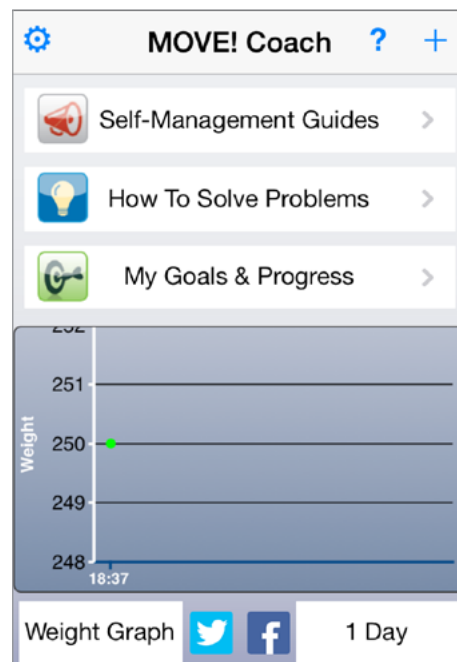 MOVE! Coach ? +
Self-Management Guides
How To Solve Problems
My Goals & Progress
252
251
250
249
248
Weight
18:37
Weight Graph
1 Day